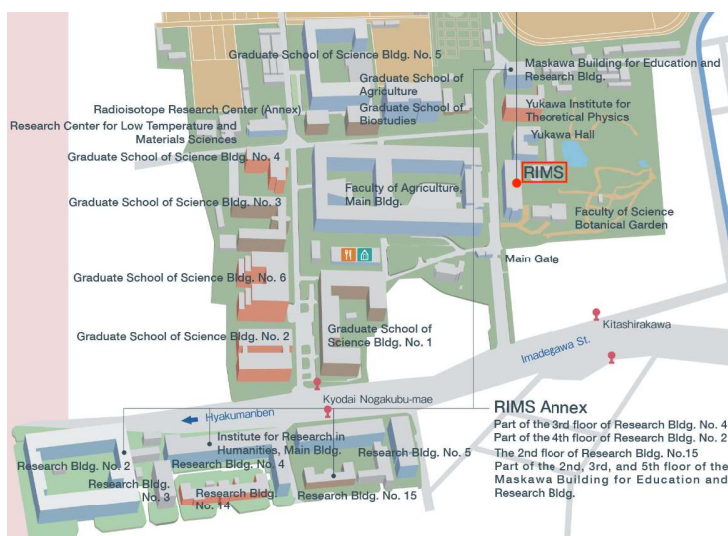 Graduate School of Science Bldg. No. 5
Maskawa Building for Education and
Research Bldg.
Graduate School of
Agriculture
Graduate School of
Biostudies
Yukawa Institute for
Theoretical Physics
Yukawa Hall
Radioisotope Research Center (Annex)
Research Center for Low Temperature and
Materials Sciences
Graduate School of Science Bldg. No. 4
RIMS
Faculty of Agriculture,
Main Bldg.
Graduate School of Science Bldg. No. 3
Faculty of Science
Botanical Garden
Main Gate
Graduate School of Science Bldg. No. 6
Graduate School of Science Bldg. No. 2
Graduate School of
Science Bldg. No. 1
Kitashirakawa
Imadegawa St.
Kyodai Nogakubu-mae
Hyakumanben
RIMS Annex
Part of the 3rd floor of Research Bldg. No. 4
Part of the 4th floor of Research Bldg. No. 2
The 2nd floor of Research Bldg. No.15
Part of the 2nd, 3rd, and 5th floor of the
Maskawa Building for Education and
Research Bldg.
Institute for Research in
Humanities, Main Bldg.
Research Bldg. No. 2
Research Bldg. No. 4
Research Bldg. No. 5
Research Bldg.
No. 3
Research Bldg.
No. 14
Research Bldg. No. 15